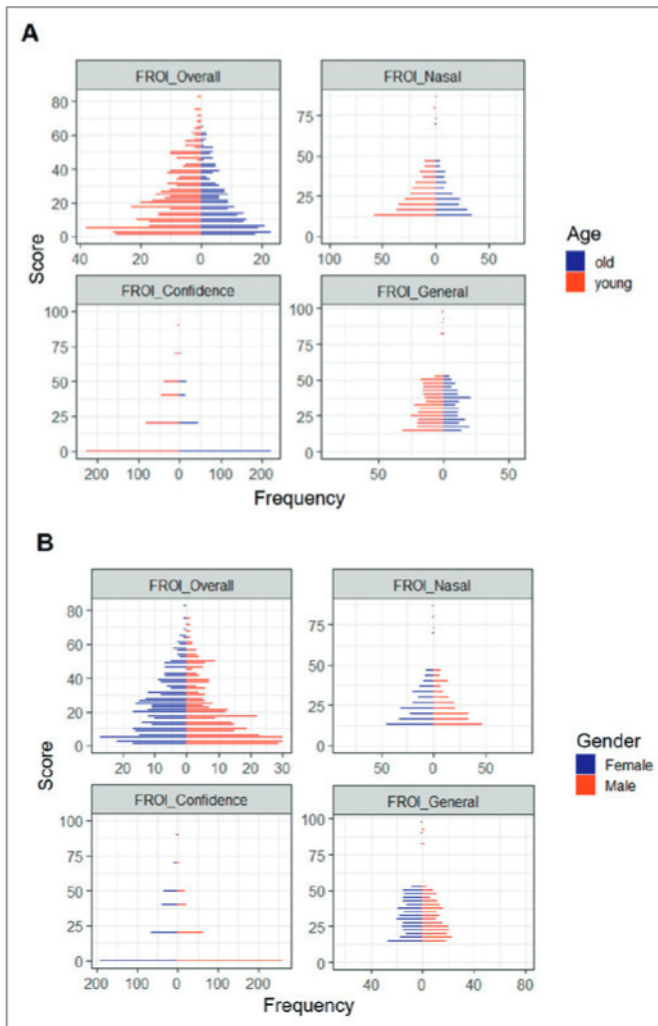 A
FROI_Overall
FROI_Nasal
80
60
40
20
0
40 20 0 20
75
50
25
0
100 50 0 50
FROI_Confidence
FROI_General
100
75
50
25
0
200 100 0 100 200
100
75
50
25
0
50 0 50
Score
Frequency
Age
old
young
B
FROI_Overall
FROI_Nasal
80
60
40
20
0
20 10 0 10 20 30
75
50
25
0
50 0 50
FROI_Confidence
FROI_General
100
75
50
25
0
200 100 0 100 200
100
75
50
25
0
40 0 40 80
Score
Frequency
Gender
Female
Male